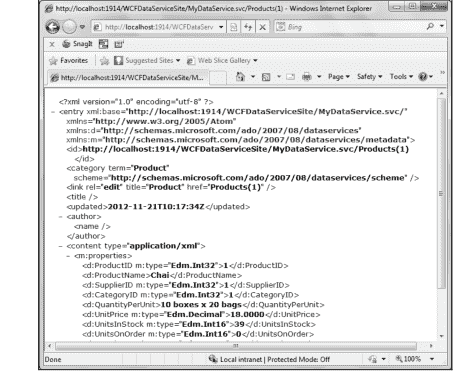 http://localhost:1914/WCFDataServiceSite/MyDataService.svc/Products(1) - Windows Internet Explorer
http://localhost:1914/WCFDataServ
Bing
x SnagIt
Favorites Suggested Sites Web Slice Gallery
http://localhost:1914/WCFDataServiceSite/M... Page Safety Tools
<?xml version="1.0" encoding="utf-8" ?>
- <entry xml:base="http://localhost:1914/WCFDataServiceSite/MyDataService.svc/"
xmlns="http://www.w3.org/2005/Atom"
xmlns:d="http://schemas.microsoft.com/ado/2007/08/dataservices"
xmlns:m="http://schemas.microsoft.com/ado/2007/08/dataservices/metadata">
<id>http://localhost:1914/WCFDataServiceSite/MyDataService.svc/Products(1)
</id>
<category term="Product"
scheme="http://schemas.microsoft.com/ado/2007/08/dataservices/scheme" />
<link rel="edit" title="Product" href="Products(1)" />
<title />
<updated>2012-11-21T10:17:34Z</updated>
- <author>
<name />
</author>
- <content type="application/xml">
- <m:properties>
<d:ProductID m:type="Edm.Int32">1</d:ProductID>
<d:ProductName>Chai</d:ProductName>
<d:SupplierID m:type="Edm.Int32">1</d:SupplierID>
<d:CategoryID m:type="Edm.Int32">1</d:CategoryID>
<d:QuantityPerUnit>10 boxes x 20 bags</d:QuantityPerUnit>
<d:UnitPrice m:type="Edm.Decimal">18.0000</d:UnitPrice>
<d:UnitsInStock m:type="Edm.Int16">39</d:UnitsInStock>
<d:UnitsOnOrder m:type="Edm.Int16">0</d:UnitsOnOrder>
Done Local intranet | Protected Mode: Off 100%